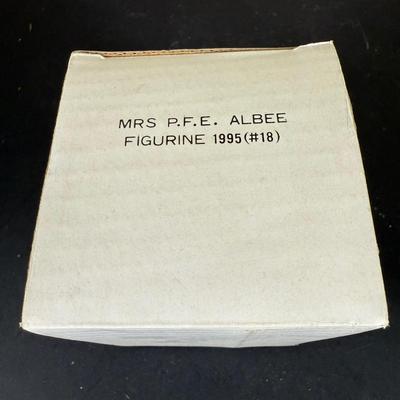 MRS P.F.E. ALBEE
FIGURINE 1995(#18)